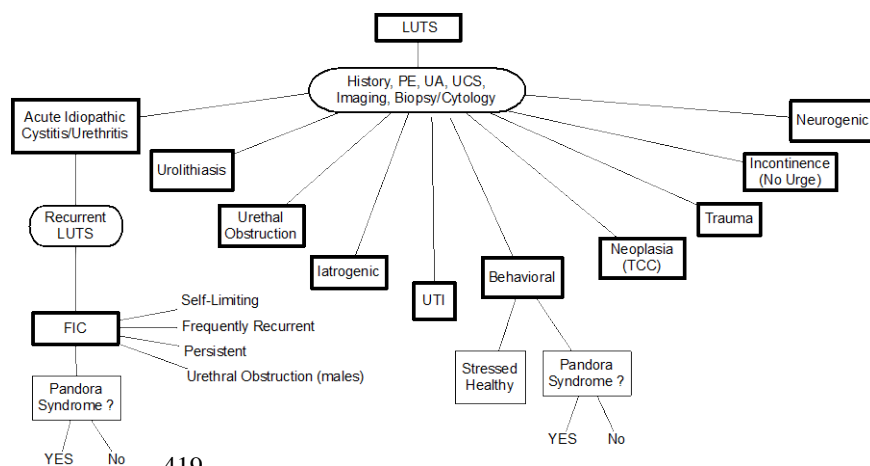 LUTS
History, PE, UA, UCS,
Imaging, Biopsy/Cytology
Acute Idiopathic
Cystitis/Urethritis
Neurogenic
Urolithiasis
Incontinence
(No Urge)
Urethal
Obstruction
Trauma
Recurrent
LUTS
Neoplasia
(TCC)
Iatrogenic
Behavioral
UTI
FIC
Self-Limiting
Frequently Recurrent
Persistent
Urethral Obstruction (males)
Stressed
Healthy
Pandora
Syndrome ?
Pandora
Syndrome ?
YES
No
YES
No
419